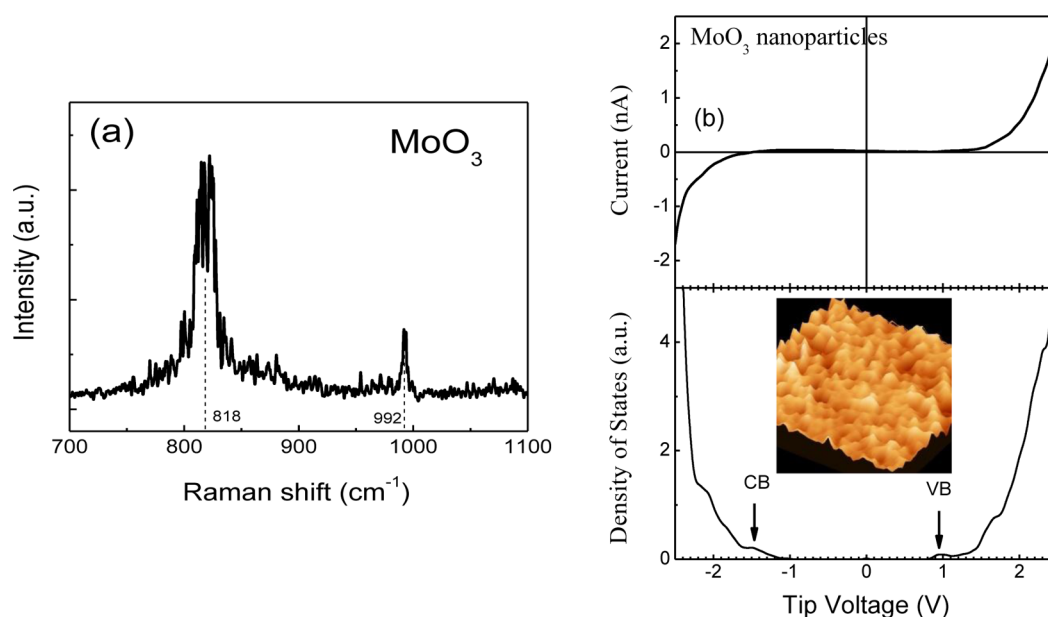 (a)
MoO₃
Intensity (a.u.)
818
992
700 800 900 1000 1100
Raman shift (cm⁻¹)
MoO₃ nanoparticles
(b)
Current (nA)
2
1
0
-1
-2
Density of States (a.u.)
4
2
0
CB
VB
-2 -1 0 1 2
Tip Voltage (V)